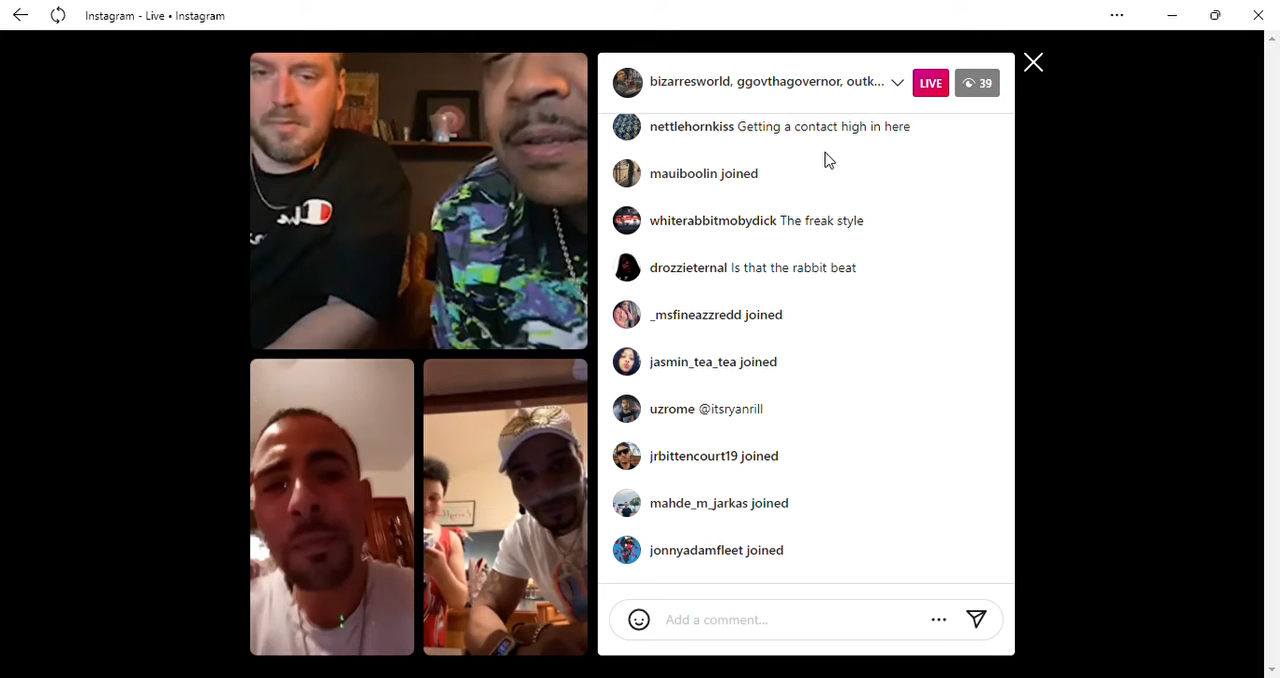 Instagram - Live • Instagram
bizarresworld, ggovthagovernor, outk...
LIVE
39
nettlehornkiss Getting a contact high in here
mauiboolin joined
whiterabbitmobydick The freak style
drozzieternal Is that the rabbit beat
_msfineazzredd joined
jasmin_tea_tea joined
uzrome @itsryanrill
jrbittencourt19 joined
mahde_m_jarkas joined
jonnyadamfleet joined
Add a comment...